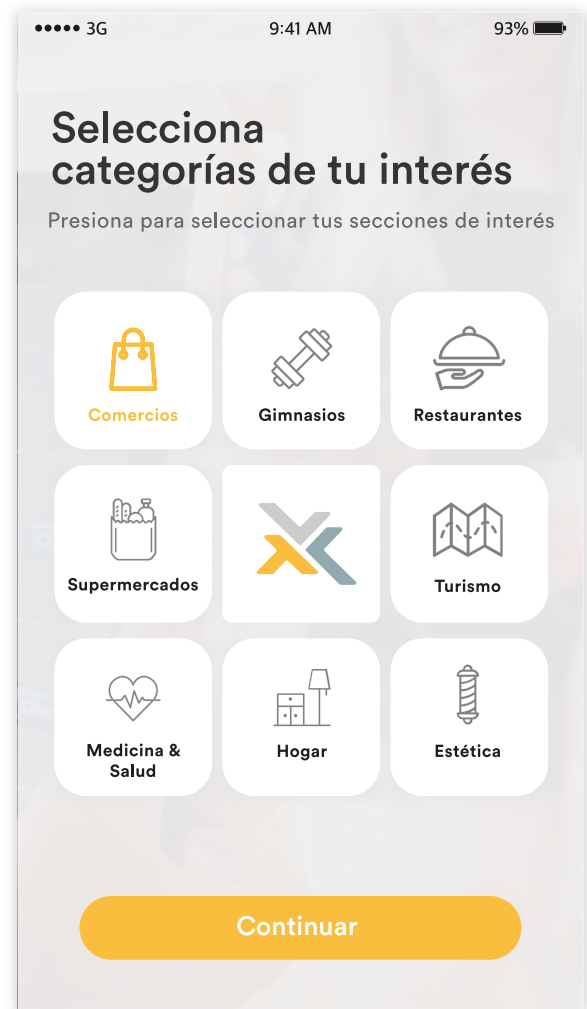 3G 9:41 AM 93%
Selecciona
categorías de tu interés
Presiona para seleccionar tus secciones de interés
Comercios Gimnasios Restaurantes
Supermercados Turismo
Medicina & Hogar Estética
Salud
Continuar